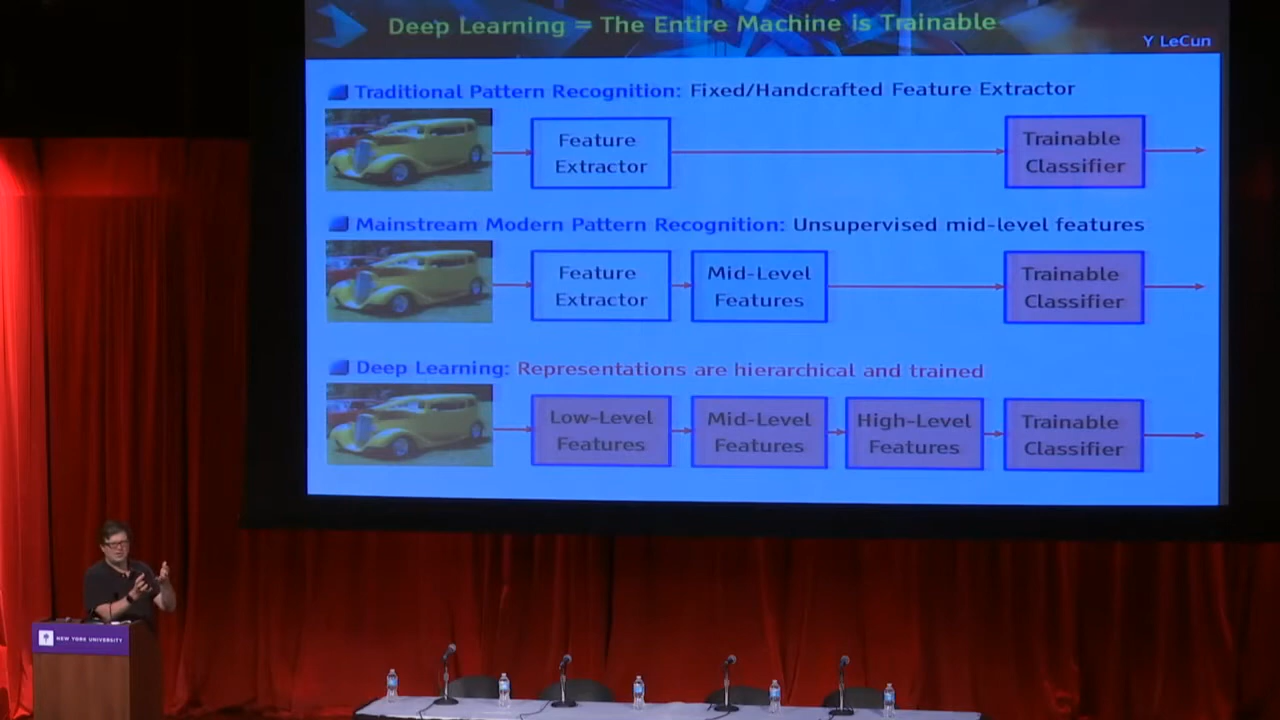 Deep Learning = The Entire Machine is Trainable
Y LeCun
Traditional Pattern Recognition: Fixed/Handcrafted Feature Extractor
Feature
Extractor
Trainable
Classifier
Mainstream Modern Pattern Recognition: Unsupervised mid-level features
Feature
Extractor
Mid-Level
Features
Trainable
Classifier
Deep Learning: Representations are hierarchical and trained
Low-Level
Features
Mid-Level
Features
High-Level
Features
Trainable
Classifier
NEW YORK UNIVERSITY